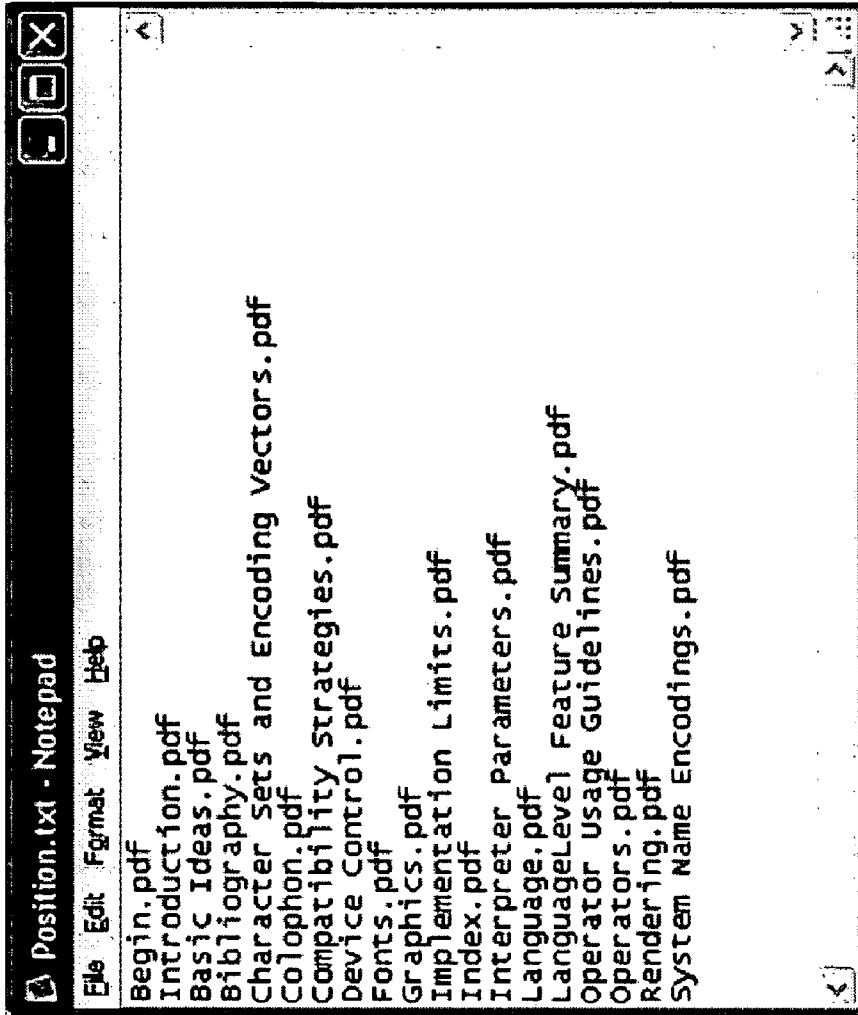 Position.txt - Notepad
File Edit Format View Help
Begin.pdf
Introduction.pdf
Basic Ideas.pdf
Bibliography.pdf
Character Sets and Encoding Vectors.pdf
Colophon.pdf
Compatibility Strategies.pdf
Device Control.pdf
Fonts.pdf
Graphics.pdf
Implementation Limits.pdf
Index.pdf
Interpreter Parameters.pdf
Language.pdf
LanguageLevel Feature Summary.pdf
Operator Usage Guidelines.pdf
Operators.pdf
Rendering.pdf
System Name Encodings.pdf